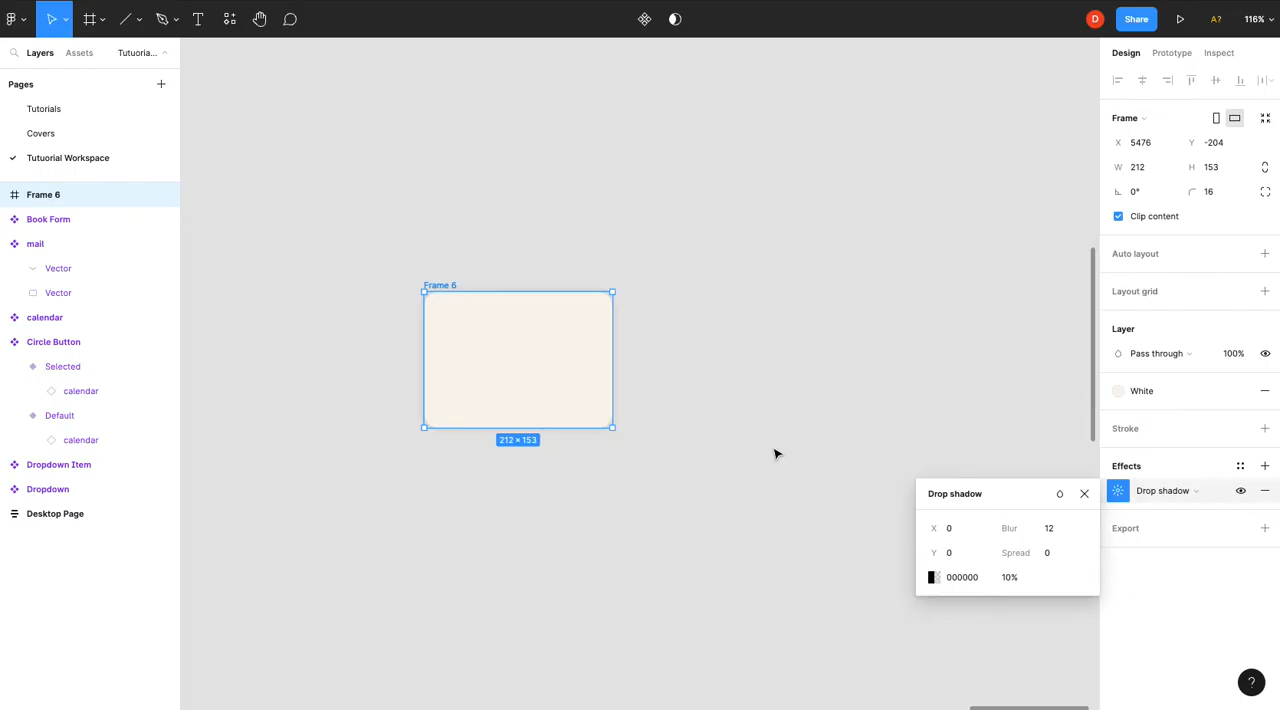 D
Share
A?
116%
Layers
Assets
Tutuoria...
Pages
Tutorials
Covers
Tutuorial Workspace
Frame 6
Book Form
mail
Vector
Vector
calendar
Circle Button
Selected
calendar
Default
calendar
Dropdown Item
Dropdown
Desktop Page
Frame 6
212 × 153
Drop shadow
X 0 Blur 12
Y 0 Spread 0
000000 10%
Design Prototype Inspect
Frame
X 5476 Y -204
W 212 H 153
0° 16
Clip content
Auto layout
Layout grid
Layer
Pass through 100%
White
Stroke
Effects
Drop shadow
Export
?